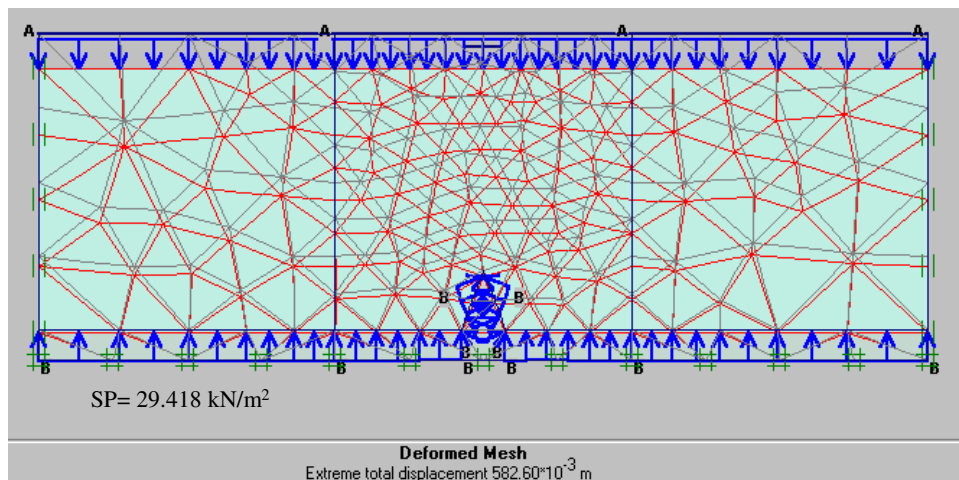 A A A A
B B
B B
B B B B B B
SP= 29.418 kN/m²
Deformed Mesh
Extreme total displacement 582.60*10⁻³ m